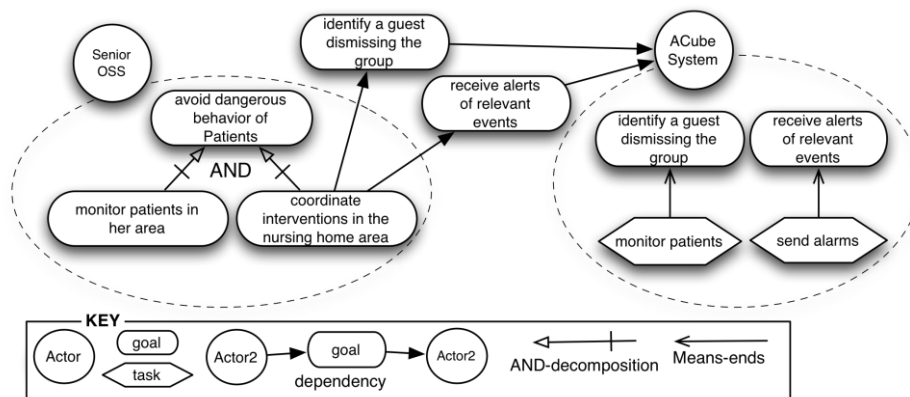 Senior
OSS
identify a guest
dismissing the
group
ACube
System
avoid dangerous
behavior of
Patients
receive alerts
of relevant
events
identify a guest
dismissing the
group
receive alerts
of relevant
events
AND
monitor patients in
her area
coordinate
interventions in the
nursing home area
monitor patients
send alarms
KEY
Actor
goal
task
Actor2
goal
Actor2
dependency
AND-decomposition
Means-ends